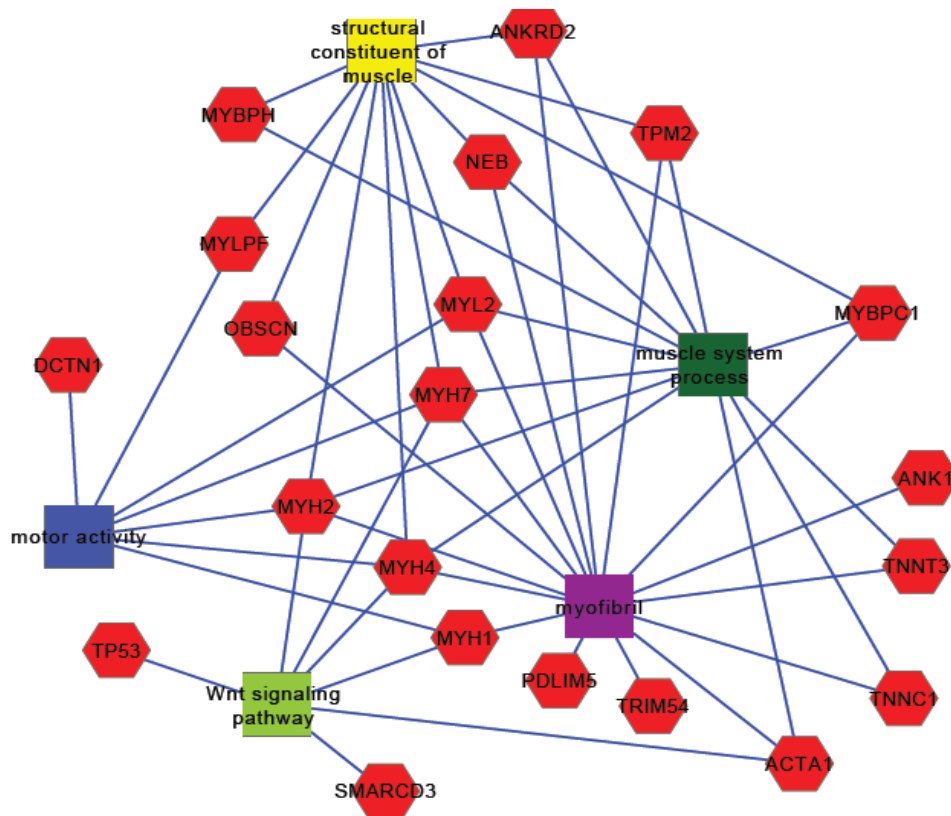 structural
constituent of
muscle
ANKRD2
MYBPH
TPM2
NEB
MYLPF
MYL2
OBSCN
MYBPC1
muscle system
process
DCTN1
MYH7
ANK1
MYH2
motor activity
MYH4
TNNT3
myofibril
MYH1
TP53
PDLIM5
Wnt signaling
pathway
TRIM54
TNNC1
ACTA1
SMARCD3